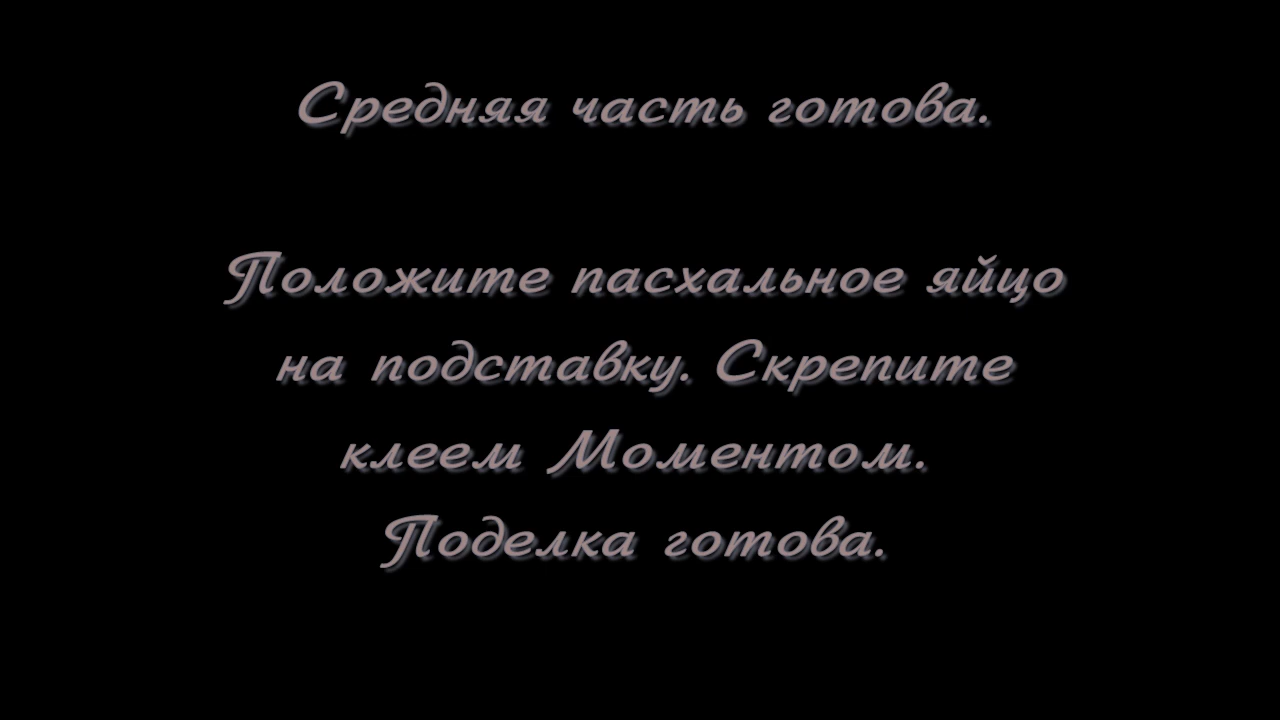 Средняя часть готова.
Положите пасхальное яйцо
на подставку. Скрепите
клеем Моментом.
Поделка готова.